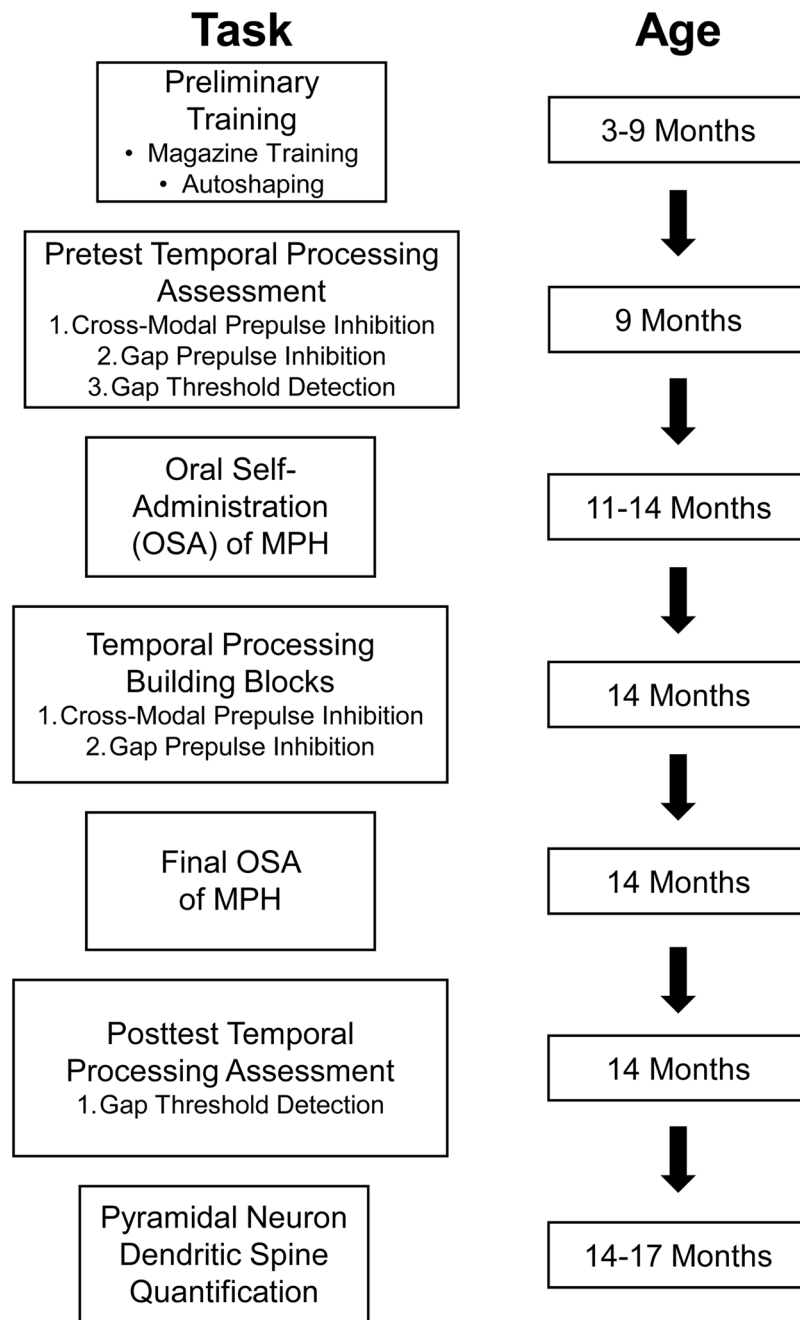 Task
Age
Preliminary
Training
• Magazine Training
• Autoshaping
3-9 Months
Pretest Temporal Processing
Assessment
1.Cross-Modal Prepulse Inhibition
2.Gap Prepulse Inhibition
3.Gap Threshold Detection
9 Months
Oral Self-
Administration
(OSA) of MPH
11-14 Months
Temporal Processing
Building Blocks
1.Cross-Modal Prepulse Inhibition
2.Gap Prepulse Inhibition
14 Months
Final OSA
of MPH
14 Months
Posttest Temporal
Processing Assessment
1.Gap Threshold Detection
14 Months
Pyramidal Neuron
Dendritic Spine
Quantification
14-17 Months